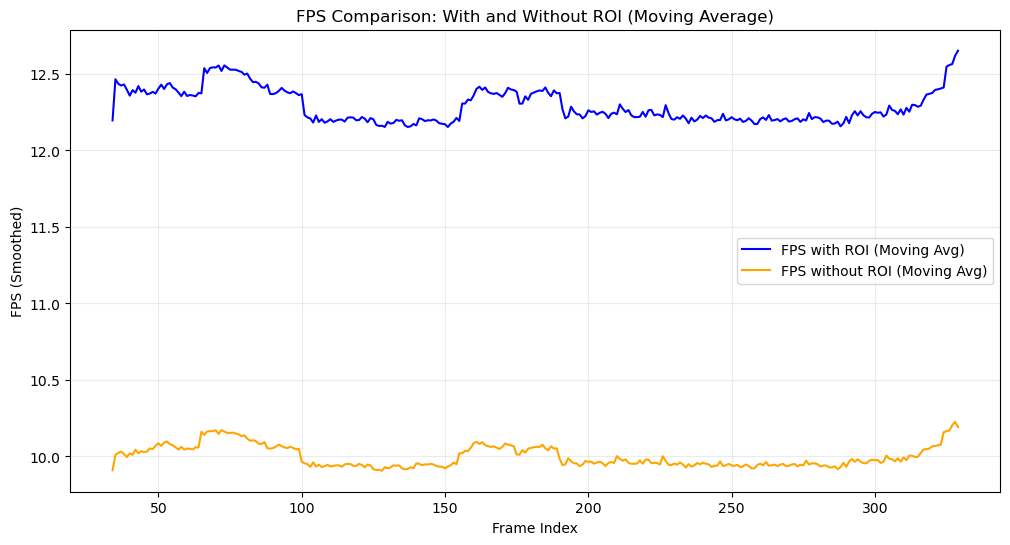 FPS Comparison: With and Without ROI (Moving Average)
FPS (Smoothed)
12.5
12.0
11.5
11.0
10.5
10.0
FPS with ROI (Moving Avg)
FPS without ROI (Moving Avg)
50
100
150
200
250
300
Frame Index